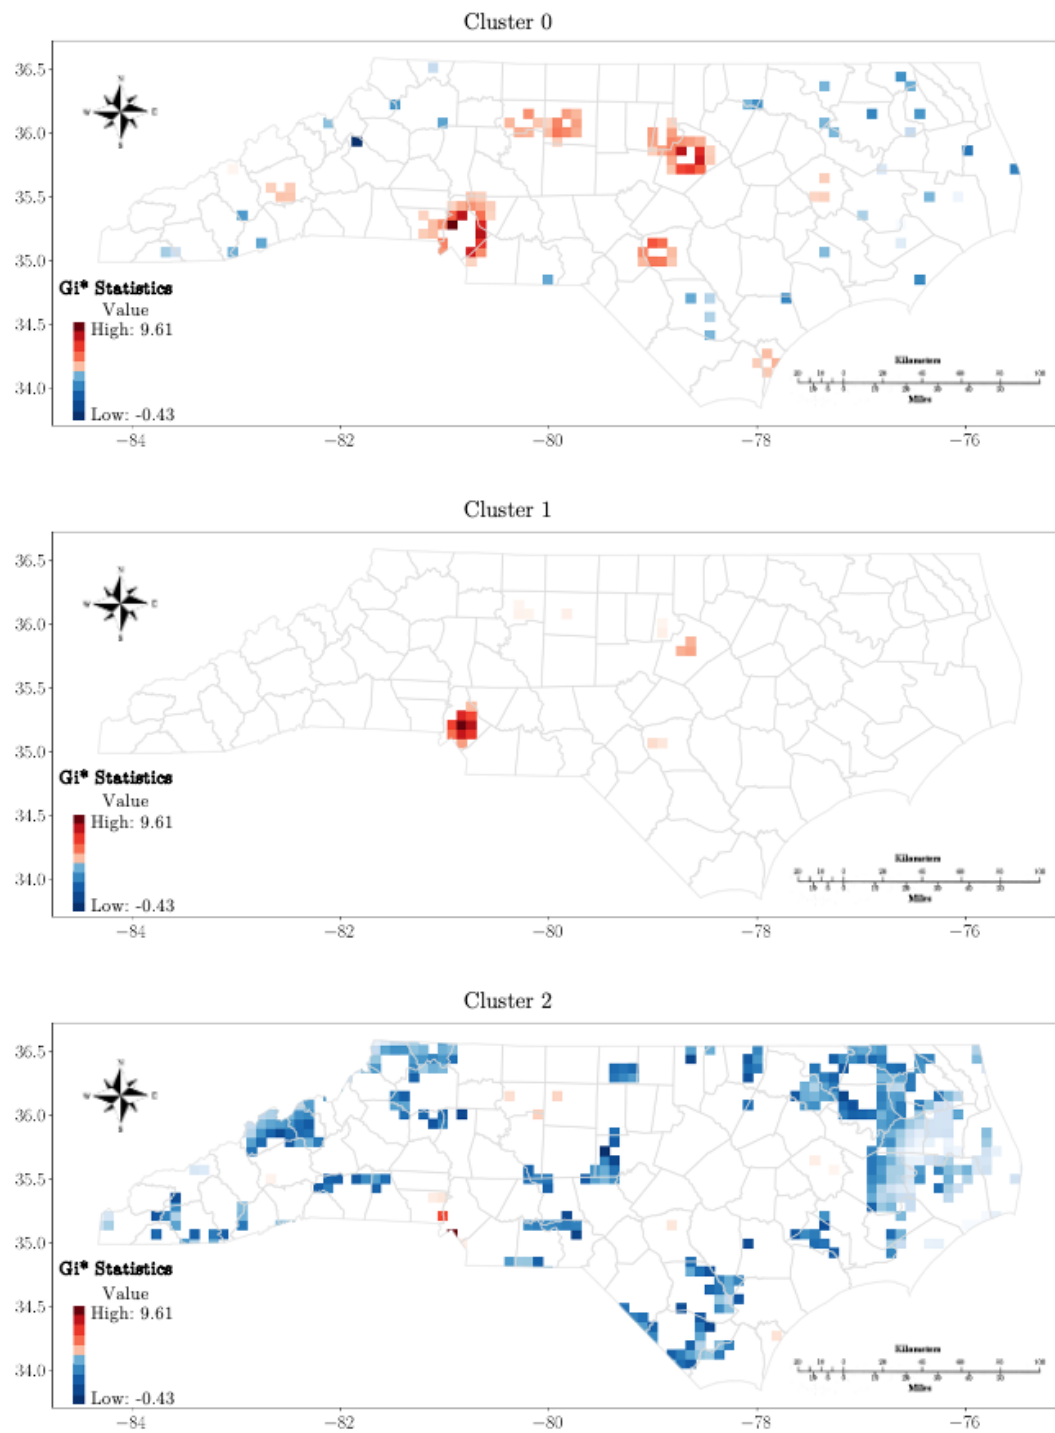 Cluster 0
36.5
36.0
35.5
35.0
34.5
34.0
N
W E
S
Gi* Statistics
Value
High: 9.61
Low: -0.43
Kilometers
Miles
−84 −82 −80 −78 −76
Cluster 1
36.5
36.0
35.5
35.0
34.5
34.0
N
W E
S
Gi* Statistics
Value
High: 9.61
Low: -0.43
Kilometers
Miles
−84 −82 −80 −78 −76
Cluster 2
36.5
36.0
35.5
35.0
34.5
34.0
N
W E
S
Gi* Statistics
Value
High: 9.61
Low: -0.43
Kilometers
Miles
−84 −82 −80 −78 −76